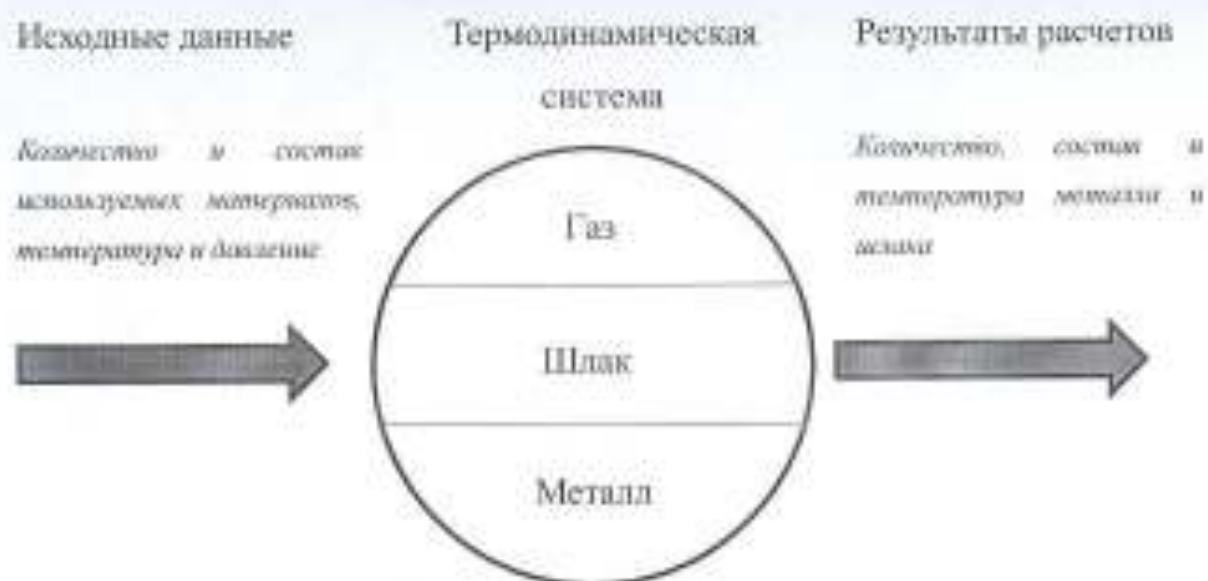 Исходные данные
Количество и состав
используемых материалов,
температура и давление
Термодинамическая
система
Газ
Шлак
Металл
Результаты расчетов
Количество, состав и
температура металла и
шлака